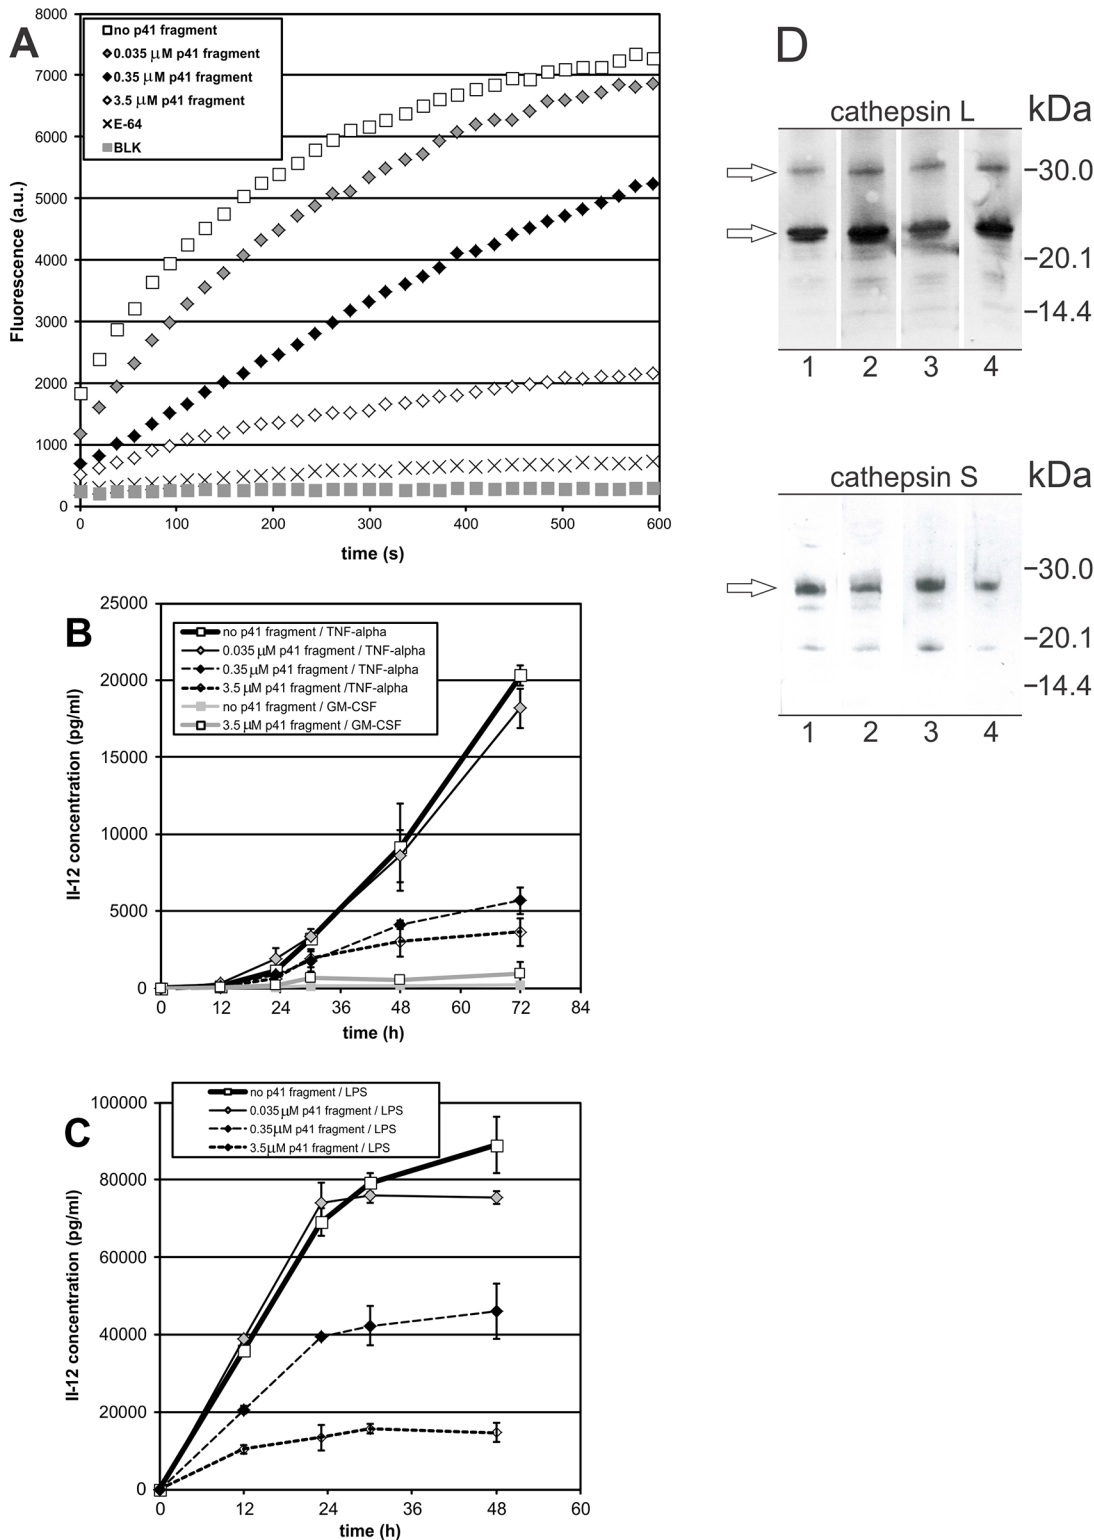 A
8000
7000
6000
5000
4000
3000
2000
1000
0
Fluorescence (a.u.)
no p41 fragment
0.035 μM p41 fragment
0.35 μM p41 fragment
3.5 μM p41 fragment
E-64
BLK
0 100 200 300 400 500 600
time (s)
B
25000
20000
15000
10000
5000
0
Il-12 concentration (pg/ml)
no p41 fragment / TNF-alpha
0.035 μM p41 fragment / TNF-alpha
0.35 μM p41 fragment / TNF-alpha
3.5 μM p41 fragment /TNF-alpha
no p41 fragment / GM-CSF
3.5 μM p41 fragment / GM-CSF
0 12 24 36 48 60 72 84
time (h)
C
100000
80000
60000
40000
20000
0
Il-12 concentration (pg/ml)
no p41 fragment / LPS
0.035μM p41 fragment / LPS
0.35μM p41 fragment / LPS
3.5μM p41 fragment / LPS
0 12 24 36 48 60
time (h)
D
cathepsin L
kDa
–30.0
–20.1
–14.4
1 2 3 4
cathepsin S
kDa
–30.0
–20.1
–14.4
1 2 3 4